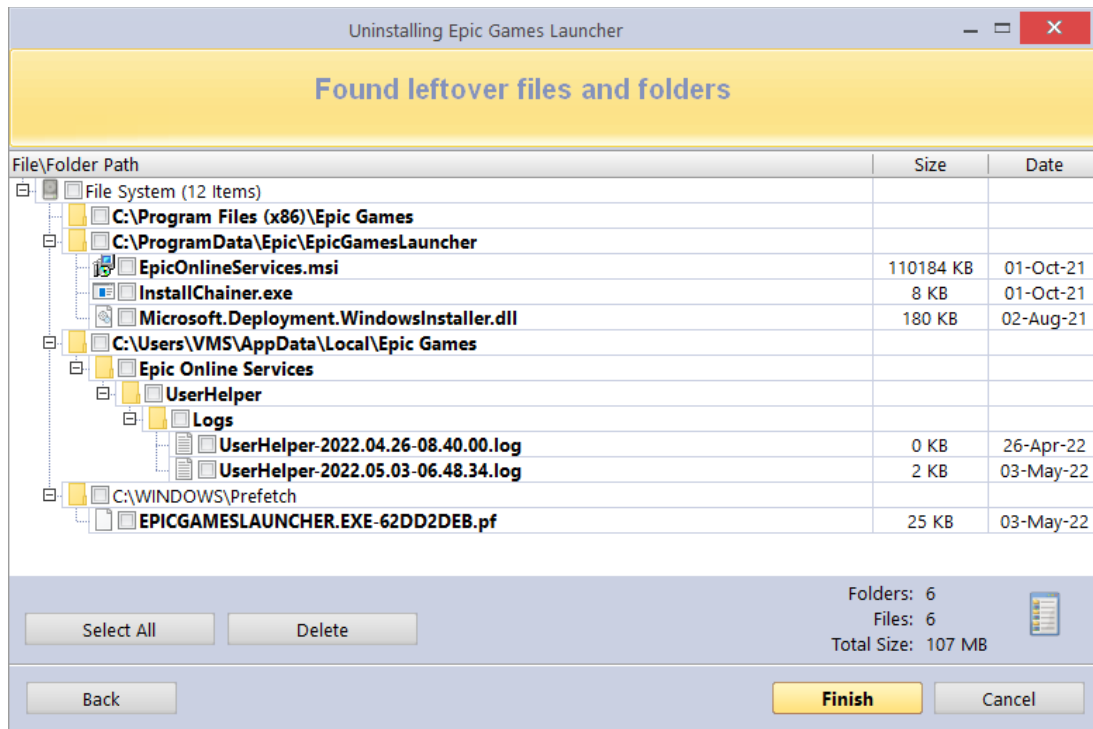 Uninstalling Epic Games Launcher
Found leftover files and folders
File\Folder Path Size Date
File System (12 Items)
C:\Program Files (x86)\Epic Games
C:\ProgramData\Epic\EpicGamesLauncher
EpicOnlineServices.msi 110184 KB 01-Oct-21
InstallChainer.exe 8 KB 01-Oct-21
Microsoft.Deployment.WindowsInstaller.dll 180 KB 02-Aug-21
C:\Users\VMS\AppData\Local\Epic Games
Epic Online Services
UserHelper
Logs
UserHelper-2022.04.26-08.40.00.log 0 KB 26-Apr-22
UserHelper-2022.05.03-06.48.34.log 2 KB 03-May-22
C:\WINDOWS\Prefetch
EPICGAMESLAUNCHER.EXE-62DD2DEB.pf 25 KB 03-May-22
Folders: 6
Files: 6
Total Size: 107 MB
Select All Delete
Back Finish Cancel